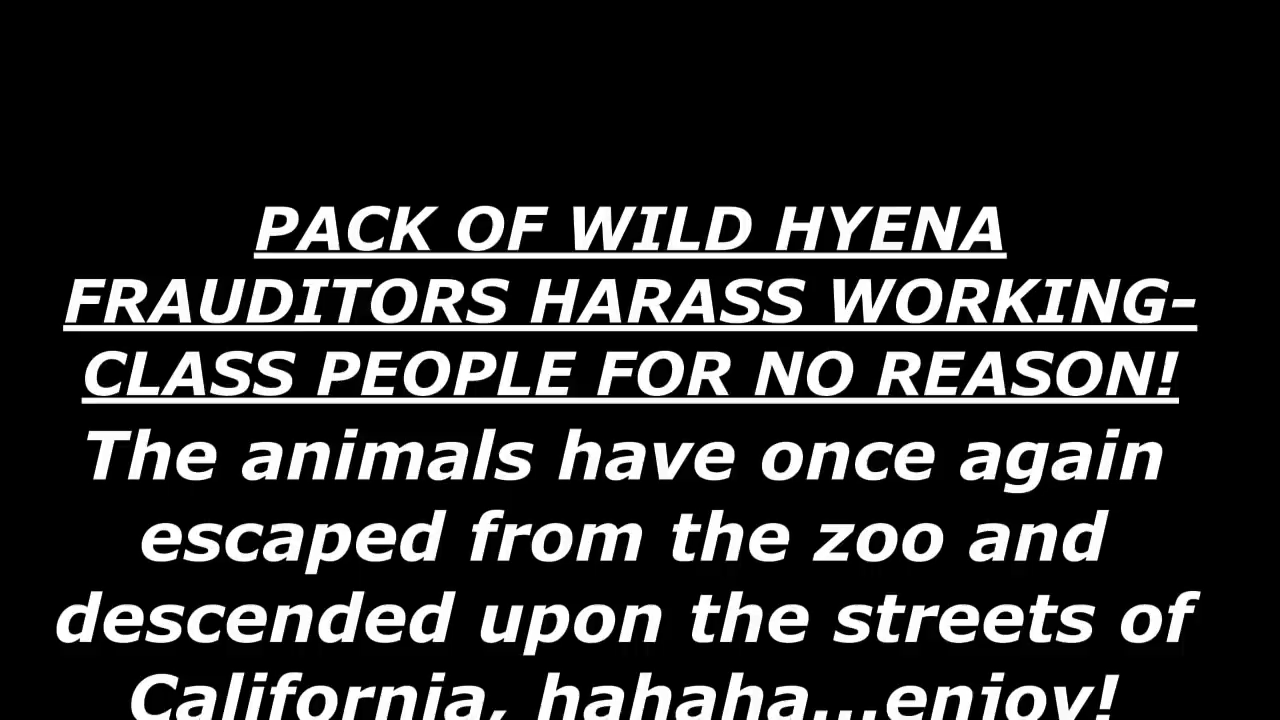 PACK OF WILD HYENA
FRAUDITORS HARASS WORKING-
CLASS PEOPLE FOR NO REASON!
The animals have once again
escaped from the zoo and
descended upon the streets of
California, hahaha...enjoy!